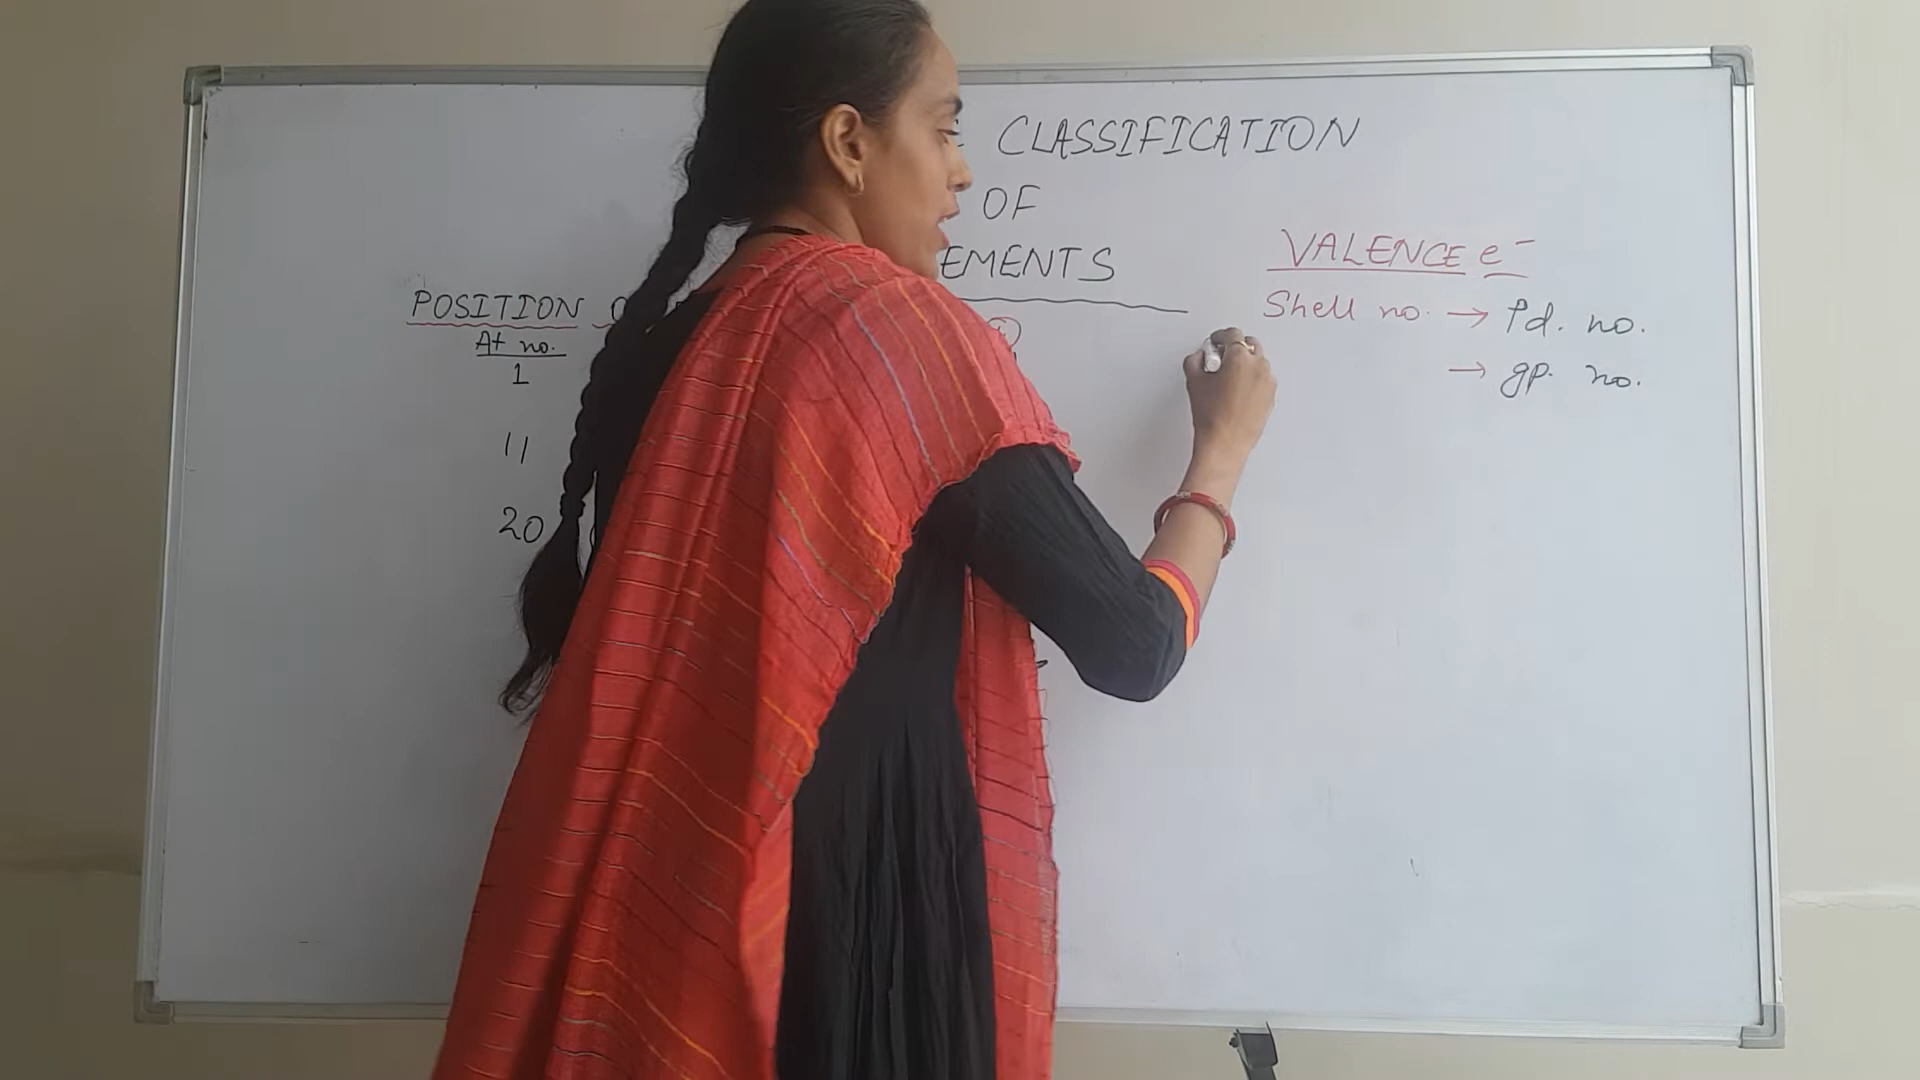 CLASSIFICATION
OF
EMENTS
POSITION
At no.
1
11
20
VALENCE e⁻
Shell no. → Pd. no.
→ gp. no.